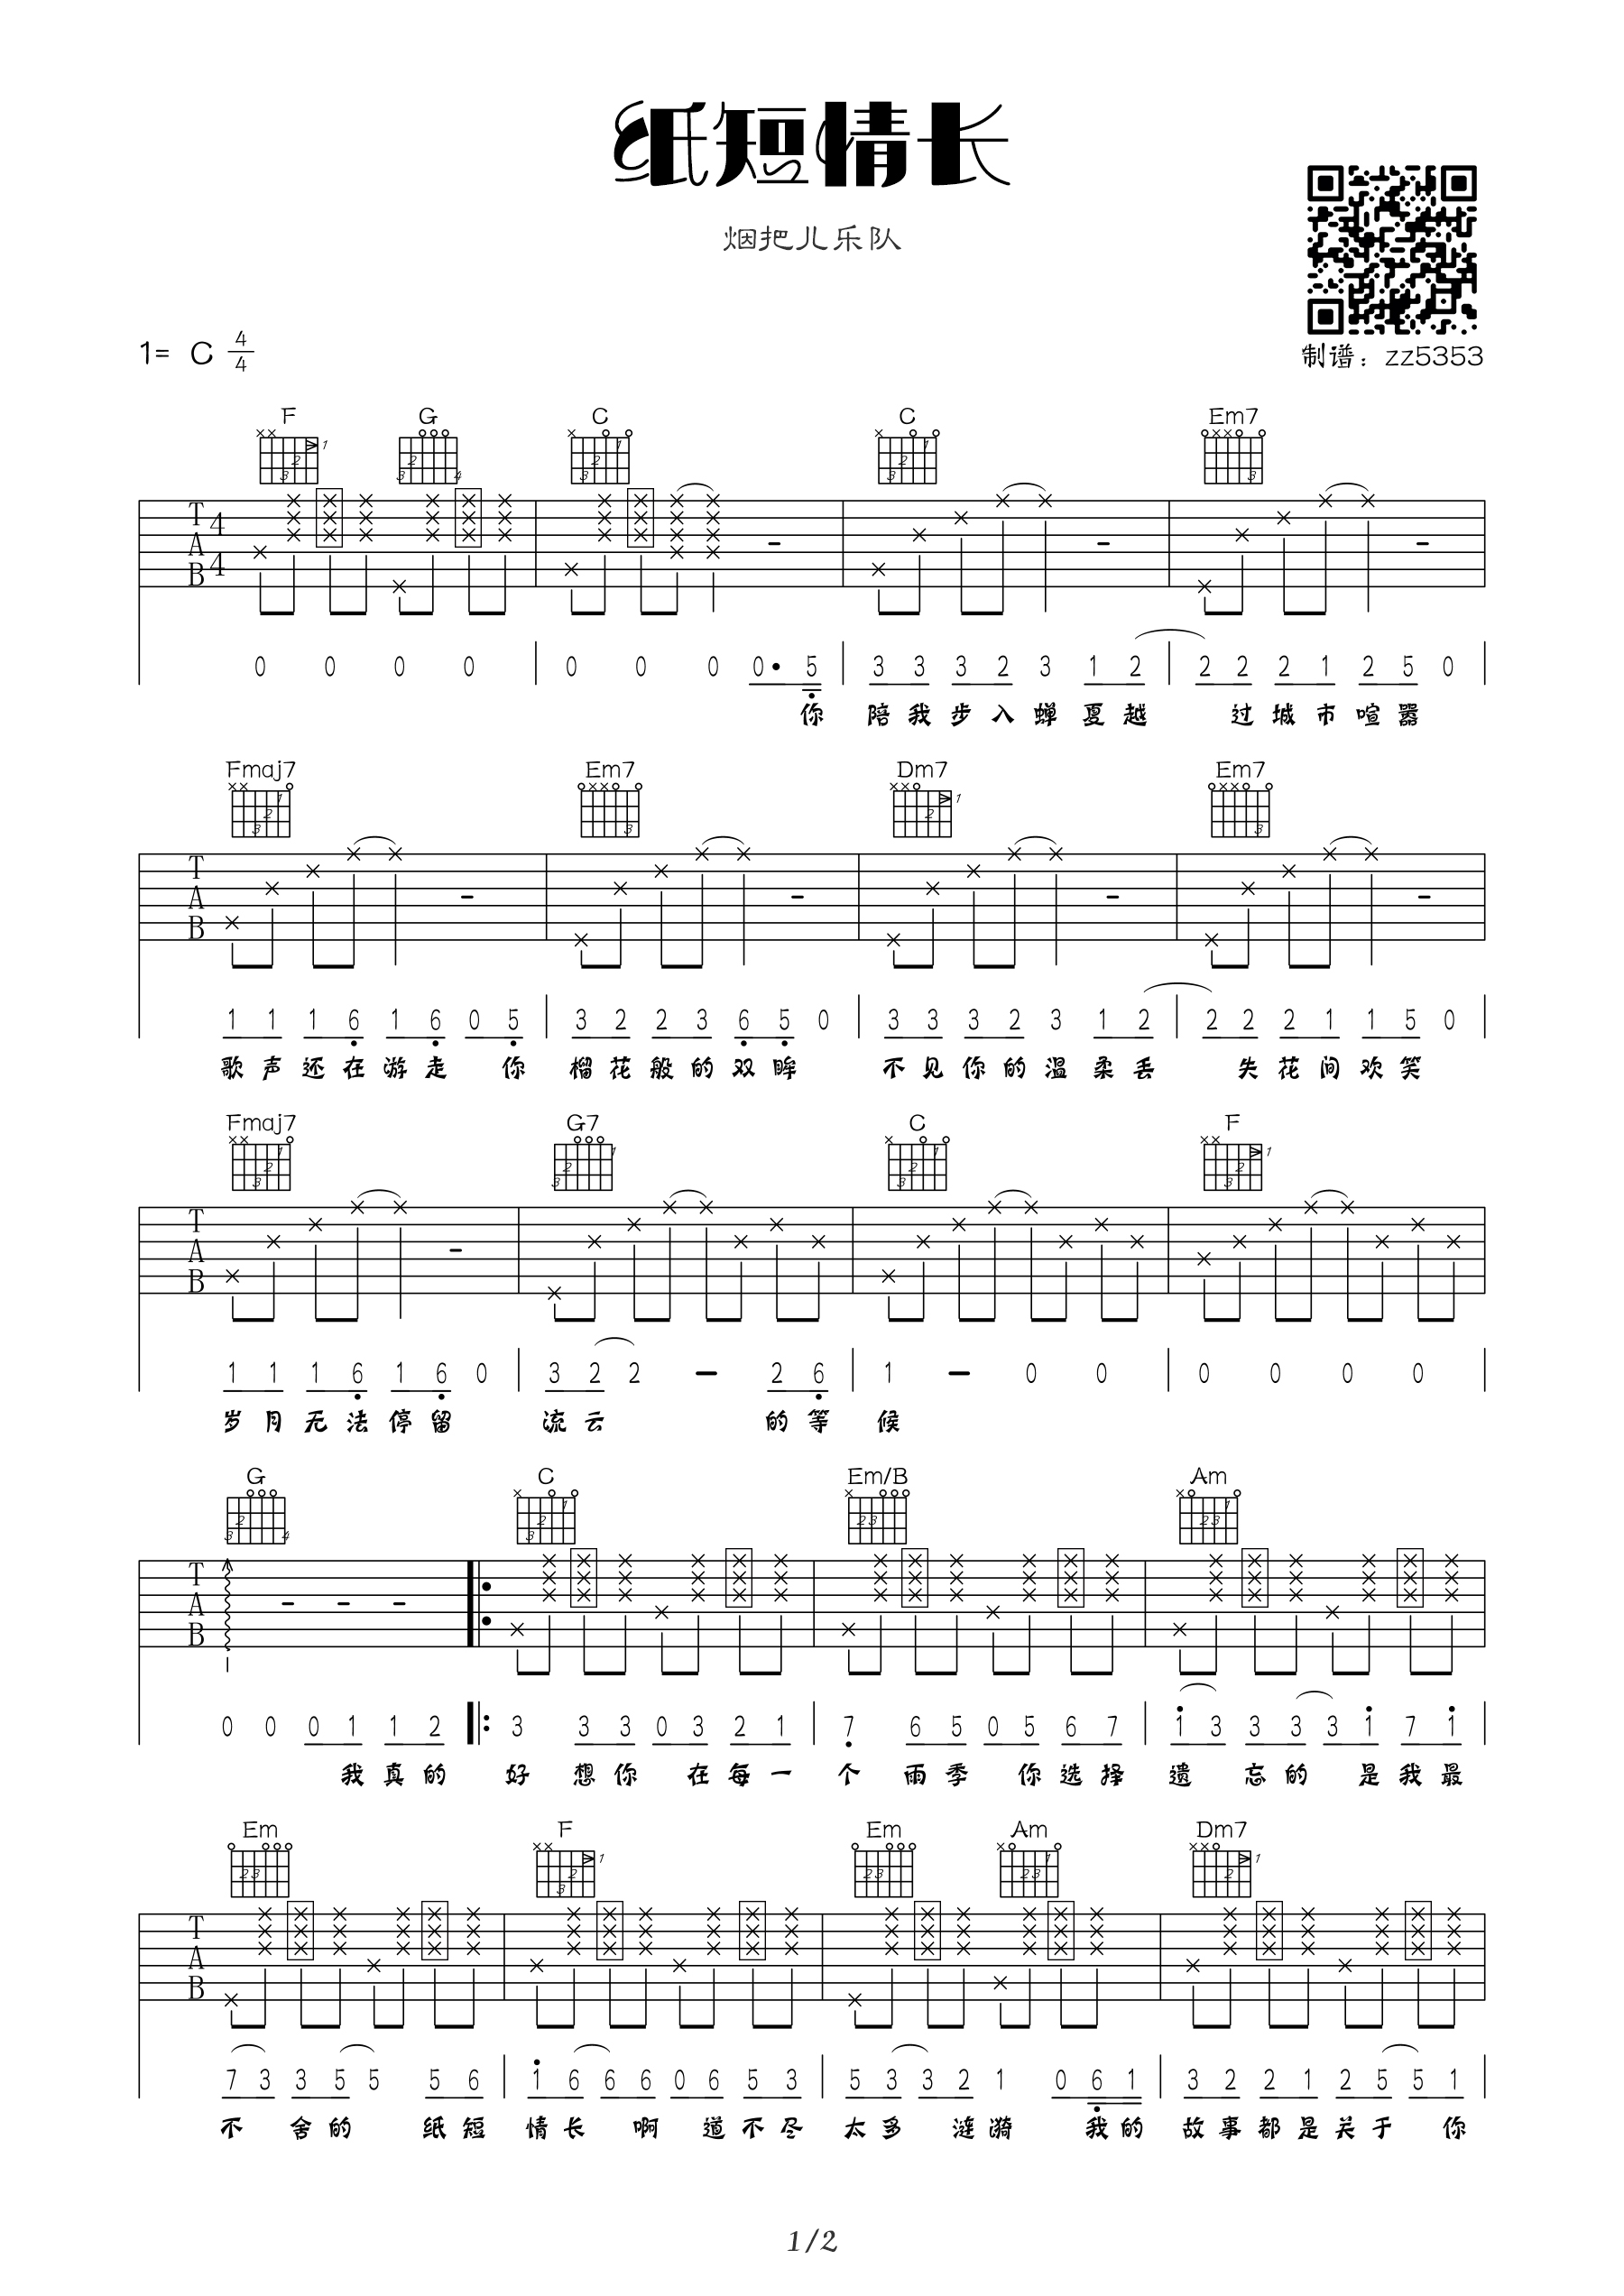 纸短情长
烟把儿乐队
1= C 4/4
制谱：zz5353
F G C C Em7
0 0 0 0 0 0 0 0· 5 3 3 3 2 3 1 2 2 2 2 1 2 5 0
你 陪我步入蝉夏越 过城市喧嚣
Fmaj7 Em7 Dm7 Em7
1 1 1 6 1 6 0 5 3 2 2 3 6 5 0 3 3 3 2 3 1 2 2 2 2 1 1 5 0
歌声还在游走 你 榴花般的双眸 不见你的温柔丢 失花间欢笑
Fmaj7 G7 C F
1 1 1 6 1 6 0 3 2 2 - 2 6 1 - 0 0 0 0 0 0
岁月无法停留 流云 的等 候
G C Em/B Am
0 0 0 1 1 2 3 3 3 0 3 2 1 7 6 5 0 5 6 7 1 3 3 3 3 1 7 1
我真的 好 想你 在每一 个 雨季 你选择 遗 忘的 是我最
Em F Em Am Dm7
7 3 3 5 5 5 6 1 6 6 6 0 6 5 3 5 3 3 2 1 0 6 1 3 2 2 1 2 5 5 1
不 舍的 纸短 情长 啊 道不尽 太多 涟漪 我的 故事都是关于 你
1/2